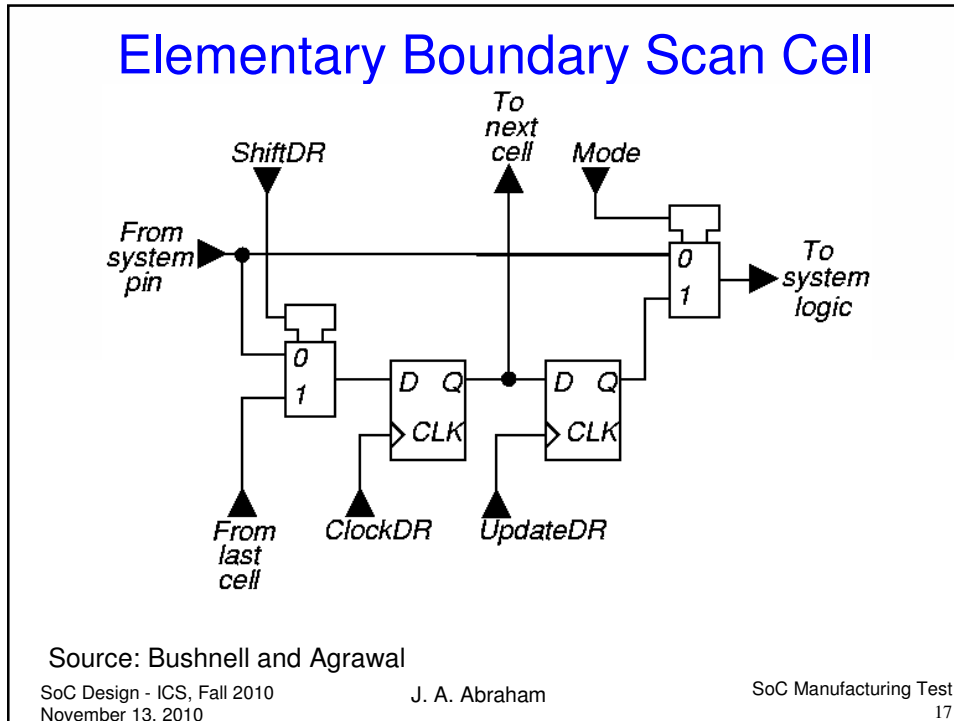 Elementary Boundary Scan Cell
To
next
cell
ShiftDR
Mode
From
system
pin
0
1
To
system
logic
0
1
D Q
CLK
D Q
CLK
From
last
cell
ClockDR
UpdateDR
Source: Bushnell and Agrawal
SoC Design - ICS, Fall 2010
November 13, 2010
J. A. Abraham
SoC Manufacturing Test
17